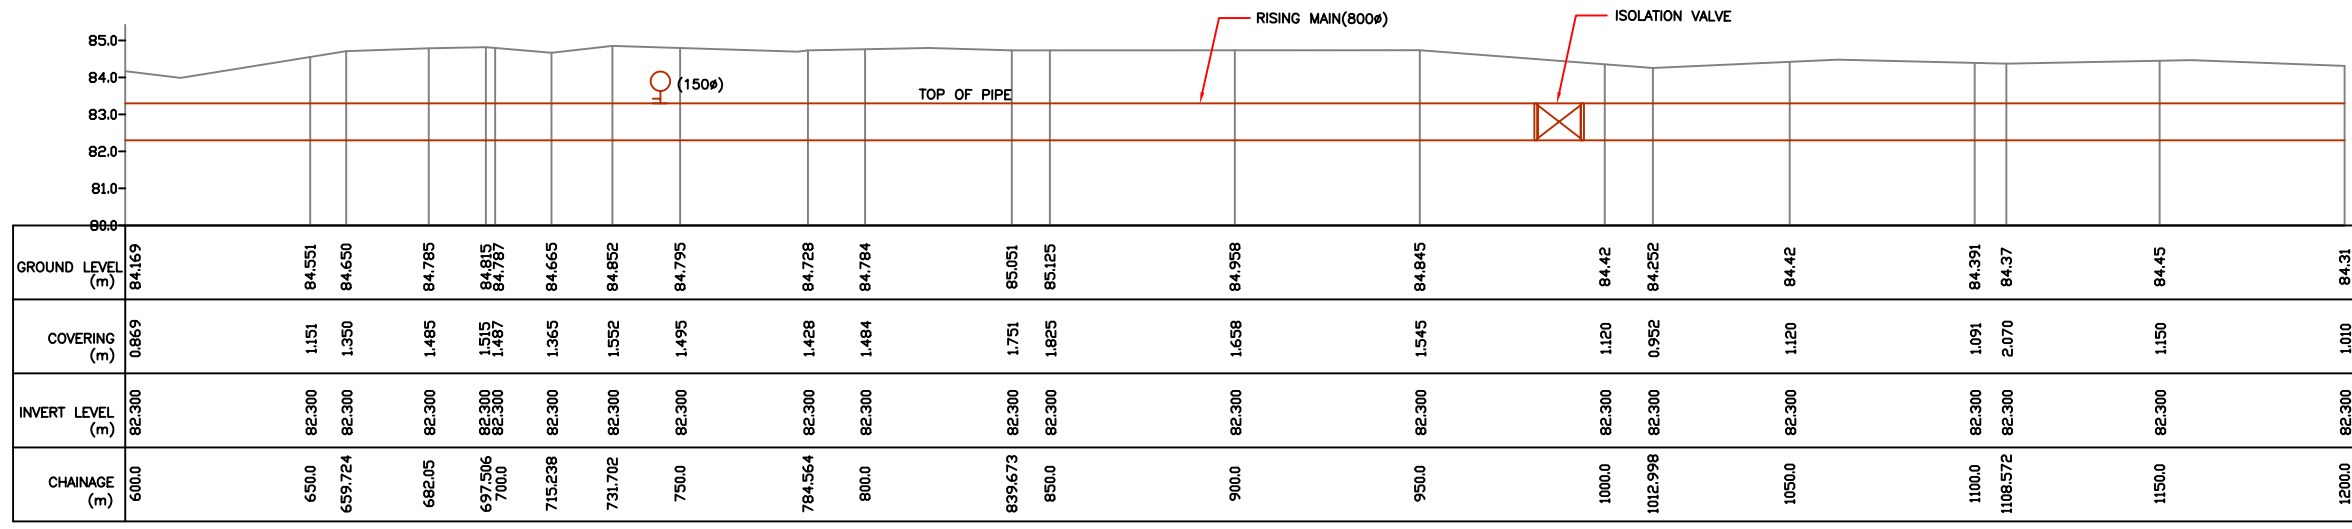 RISING MAIN(800ø)
ISOLATION VALVE
85.0
84.0
(150ø)
TOP OF PIPE
83.0
82.0
81.0
80.0
GROUND LEVEL (m) 84.169 84.551 84.650 84.785 84.815 84.787 84.665 84.852 84.795 84.728 84.784 85.051 85.125 84.958 84.845 84.42 84.252 84.42 84.391 84.37 84.45 84.31
COVERING (m) 0.869 1.151 1.350 1.485 1.515 1.487 1.365 1.552 1.495 1.428 1.484 1.751 1.825 1.658 1.545 1.120 0.952 1.120 1.091 2.070 1.150 1.010
INVERT LEVEL (m) 82.300 82.300 82.300 82.300 82.300 82.300 82.300 82.300 82.300 82.300 82.300 82.300 82.300 82.300 82.300 82.300 82.300 82.300 82.300 82.300 82.300 82.300
CHAINAGE (m) 600.0 650.0 659.724 682.05 697.506 700.0 715.238 731.702 750.0 784.564 800.0 839.673 850.0 900.0 950.0 1000.0 1012.998 1050.0 1100.0 1108.572 1150.0 1200.0